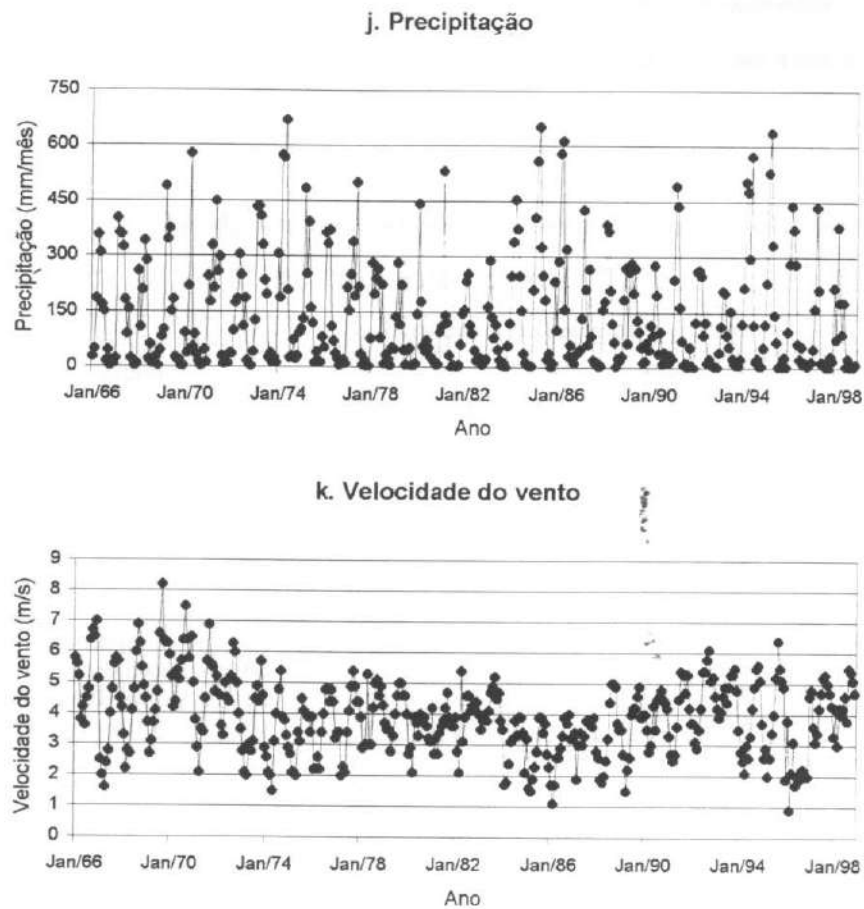 j. Precipitação
Precipitação (mm/mês)
750
600
450
300
150
0
Jan/66 Jan/70 Jan/74 Jan/78 Jan/82 Jan/86 Jan/90 Jan/94 Jan/98
Ano
k. Velocidade do vento
Velocidade do vento (m/s)
9
8
7
6
5
4
3
2
1
0
Jan/66 Jan/70 Jan/74 Jan/78 Jan/82 Jan/86 Jan/90 Jan/94 Jan/98
Ano